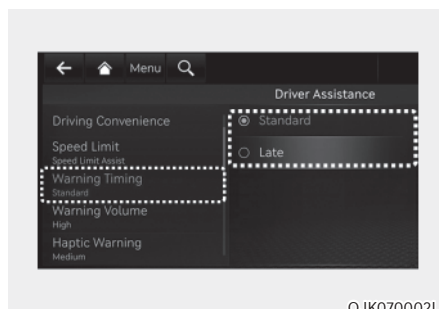 Menu
Driver Assistance
Driving Convenience
Speed Limit
Speed Limit Assist
Warning Timing
Standard
Warning Volume
High
Haptic Warning
Medium
Standard
Late